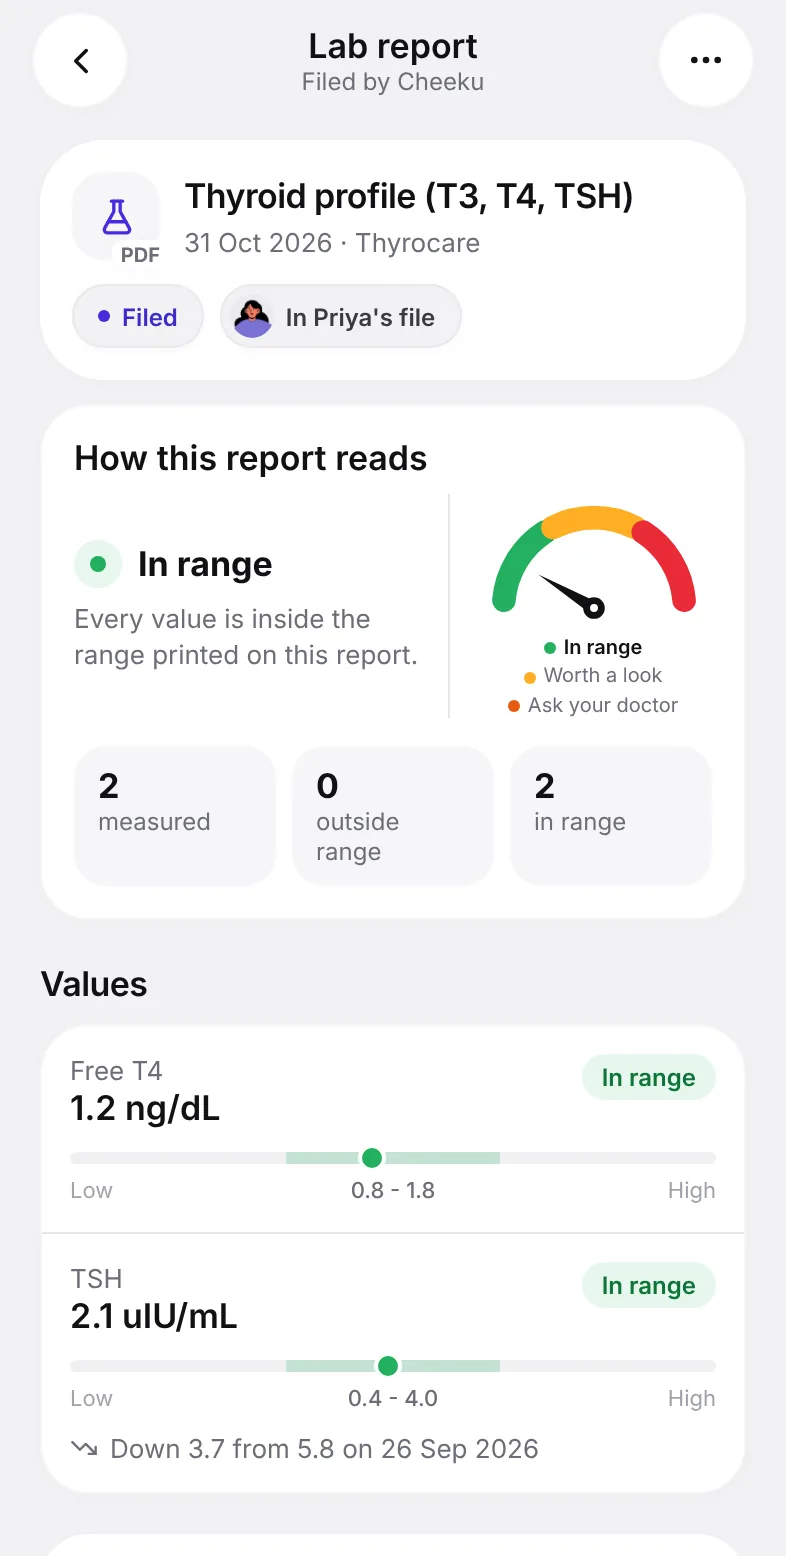 Lab report
Filed by Cheeku
Thyroid profile (T3, T4, TSH)
31 Oct 2026 · Thyrocare
PDF
Filed
In Priya's file
How this report reads
In range
Every value is inside the
range printed on this report.
In range
Worth a look
Ask your doctor
2
measured
0
outside
range
2
in range
Values
Free T4
In range
1.2 ng/dL
Low
0.8 - 1.8
High
TSH
In range
2.1 uIU/mL
Low
0.4 - 4.0
High
Down 3.7 from 5.8 on 26 Sep 2026